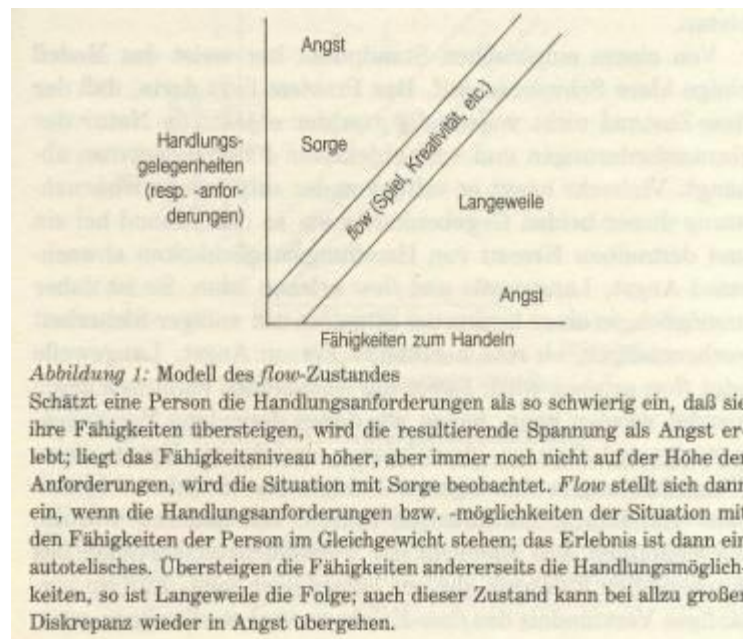 Angst
Handlungs-
gelegenheiten
(resp. -anfor-
derungen)
Sorge
flow (Spiel, Kreativität, etc.)
Langeweile
Angst
Fähigkeiten zum Handeln
Abbildung 1: Modell des flow-Zustandes
Schätzt eine Person die Handlungsanforderungen als so schwierig ein, daß sie
ihre Fähigkeiten übersteigen, wird die resultierende Spannung als Angst er-
lebt; liegt das Fähigkeitsniveau höher, aber immer noch nicht auf der Höhe der
Anforderungen, wird die Situation mit Sorge beobachtet. Flow stellt sich dann
ein, wenn die Handlungsanforderungen bzw. -möglichkeiten der Situation mit
den Fähigkeiten der Person im Gleichgewicht stehen; das Erlebnis ist dann ein
autotelisches. Übersteigen die Fähigkeiten andererseits die Handlungsmöglich-
keiten, so ist Langeweile die Folge; auch dieser Zustand kann bei allzu großer
Diskrepanz wieder in Angst übergehen.